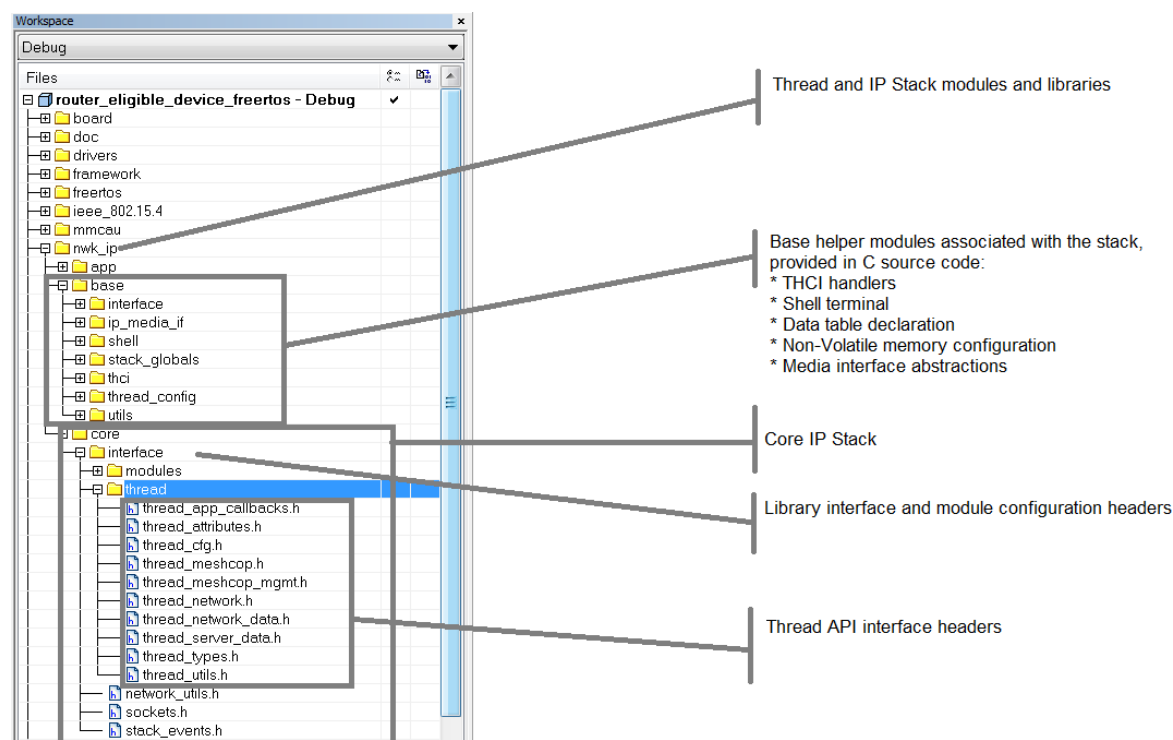 Workspace
Debug
Files
router_eligible_device_freertos - Debug
board
doc
drivers
framework
freertos
ieee_802.15.4
mmcau
nwk_ip
app
base
interface
ip_media_if
shell
stack_globals
thci
thread_config
utils
core
interface
modules
thread
thread_app_callbacks.h
thread_attributes.h
thread_cfg.h
thread_meshcop.h
thread_meshcop_mgmt.h
thread_network.h
thread_network_data.h
thread_server_data.h
thread_types.h
thread_utils.h
network_utils.h
sockets.h
stack_events.h
Thread and IP Stack modules and libraries
Base helper modules associated with the stack,
provided in C source code:
* THCI handlers
* Shell terminal
* Data table declaration
* Non-Volatile memory configuration
* Media interface abstractions
Core IP Stack
Library interface and module configuration headers
Thread API interface headers